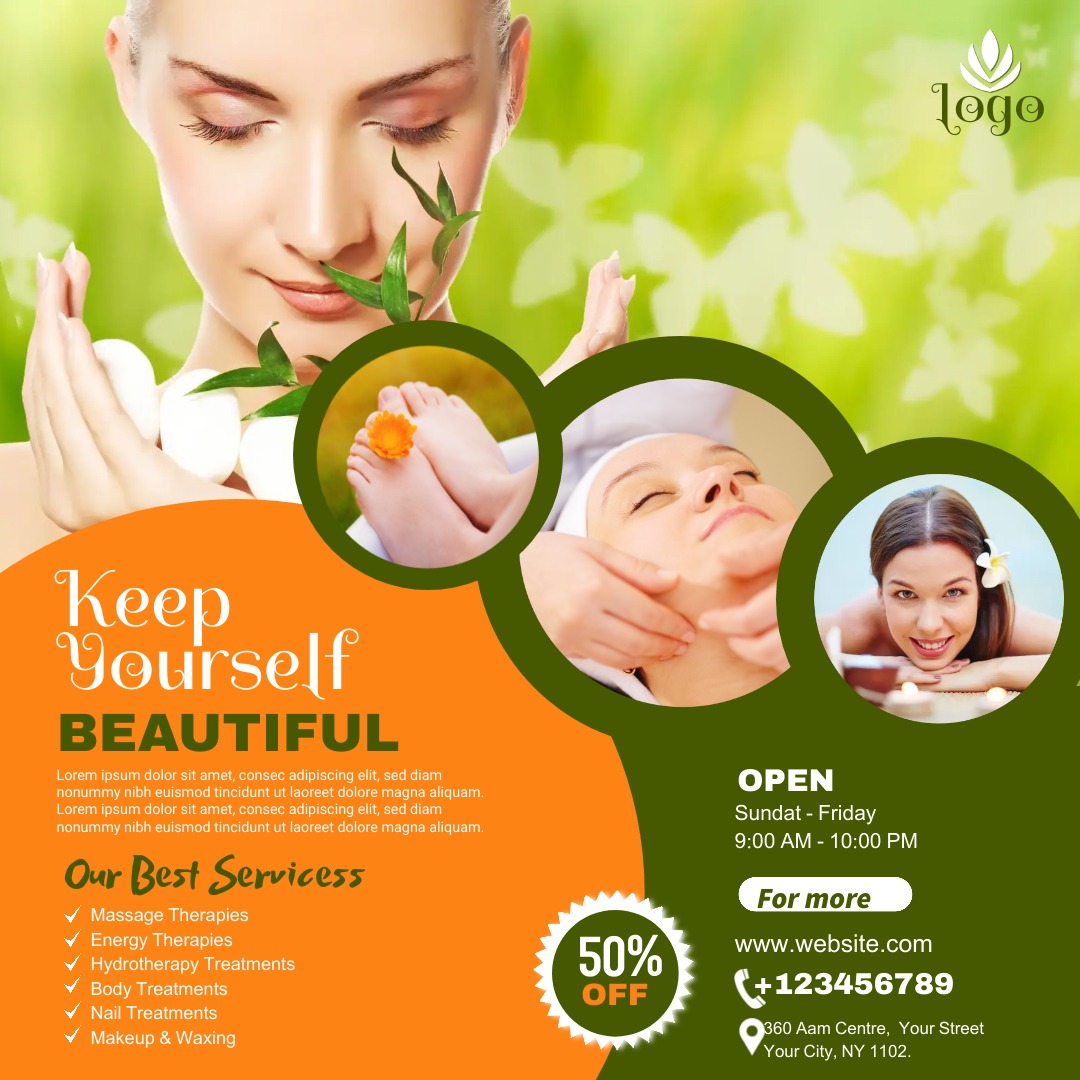 Logo
Keep
Yourself
BEAUTIFUL
Lorem ipsum dolor sit amet, consec adipiscing elit, sed diam
nonummy nibh euismod tincidunt ut laoreet dolore magna aliquam.
Lorem ipsum dolor sit amet, consec adipiscing elit, sed diam
nonummy nibh euismod tincidunt ut laoreet dolore magna aliquam.
Our Best Servicess
Massage Therapies
Energy Therapies
Hydrotherapy Treatments
Body Treatments
Nail Treatments
Makeup & Waxing
50%
OFF
OPEN
Sundat - Friday
9:00 AM - 10:00 PM
For more
www.website.com
+123456789
360 Aam Centre, Your Street
Your City, NY 1102.